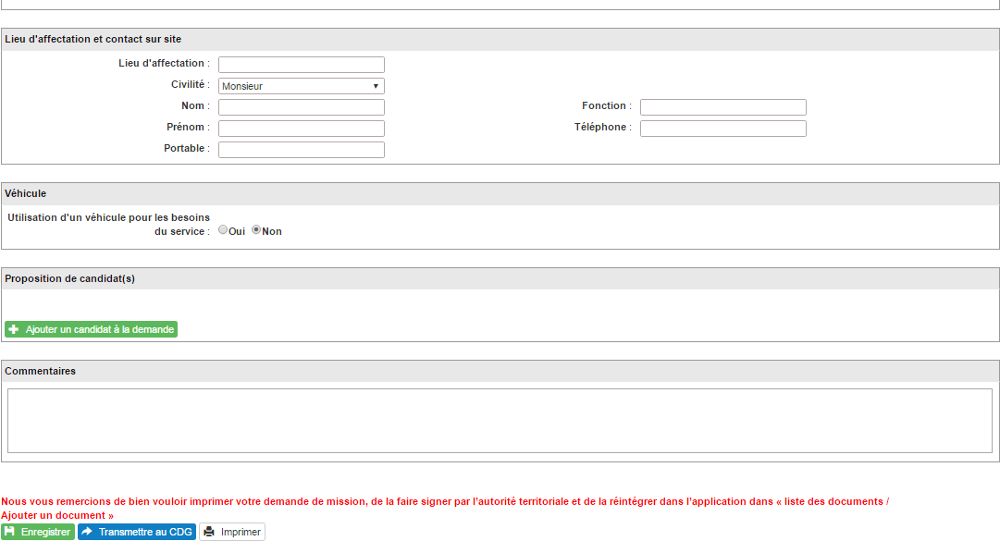 Lieu d'affectation et contact sur site
Lieu d'affectation :
Civilité : Monsieur
Nom : Fonction :
Prénom : Téléphone :
Portable :
Véhicule
Utilisation d'un véhicule pour les besoins
du service : Oui Non
Proposition de candidat(s)
Ajouter un candidat à la demande
Commentaires
Nous vous remercions de bien vouloir imprimer votre demande de mission, de la faire signer par l'autorité territoriale et de la réintégrer dans l'application dans « liste des documents /
Ajouter un document »
Enregistrer Transmettre au CDG Imprimer